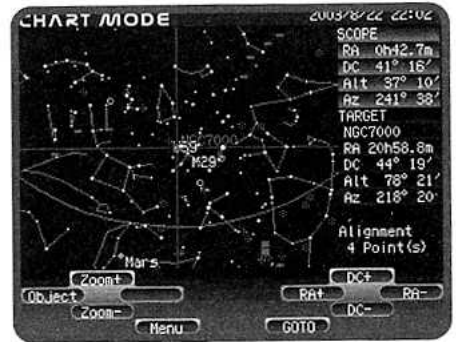 CHART MODE
2003/8/22 22:02
SCOPE
RA 0h42.7m
DC 41° 16′
Alt 37° 10′
Az 241° 38′
TARGET
NGC7000
RA 20h58.8m
DC 44° 19′
Alt 78° 21′
Az 218° 20′
Alignment
4 Point(s)
NGC7000
M29
Mars
Zoom+
Object
Zoom-
Menu
DC+
RA+
RA-
DC-
GOTO